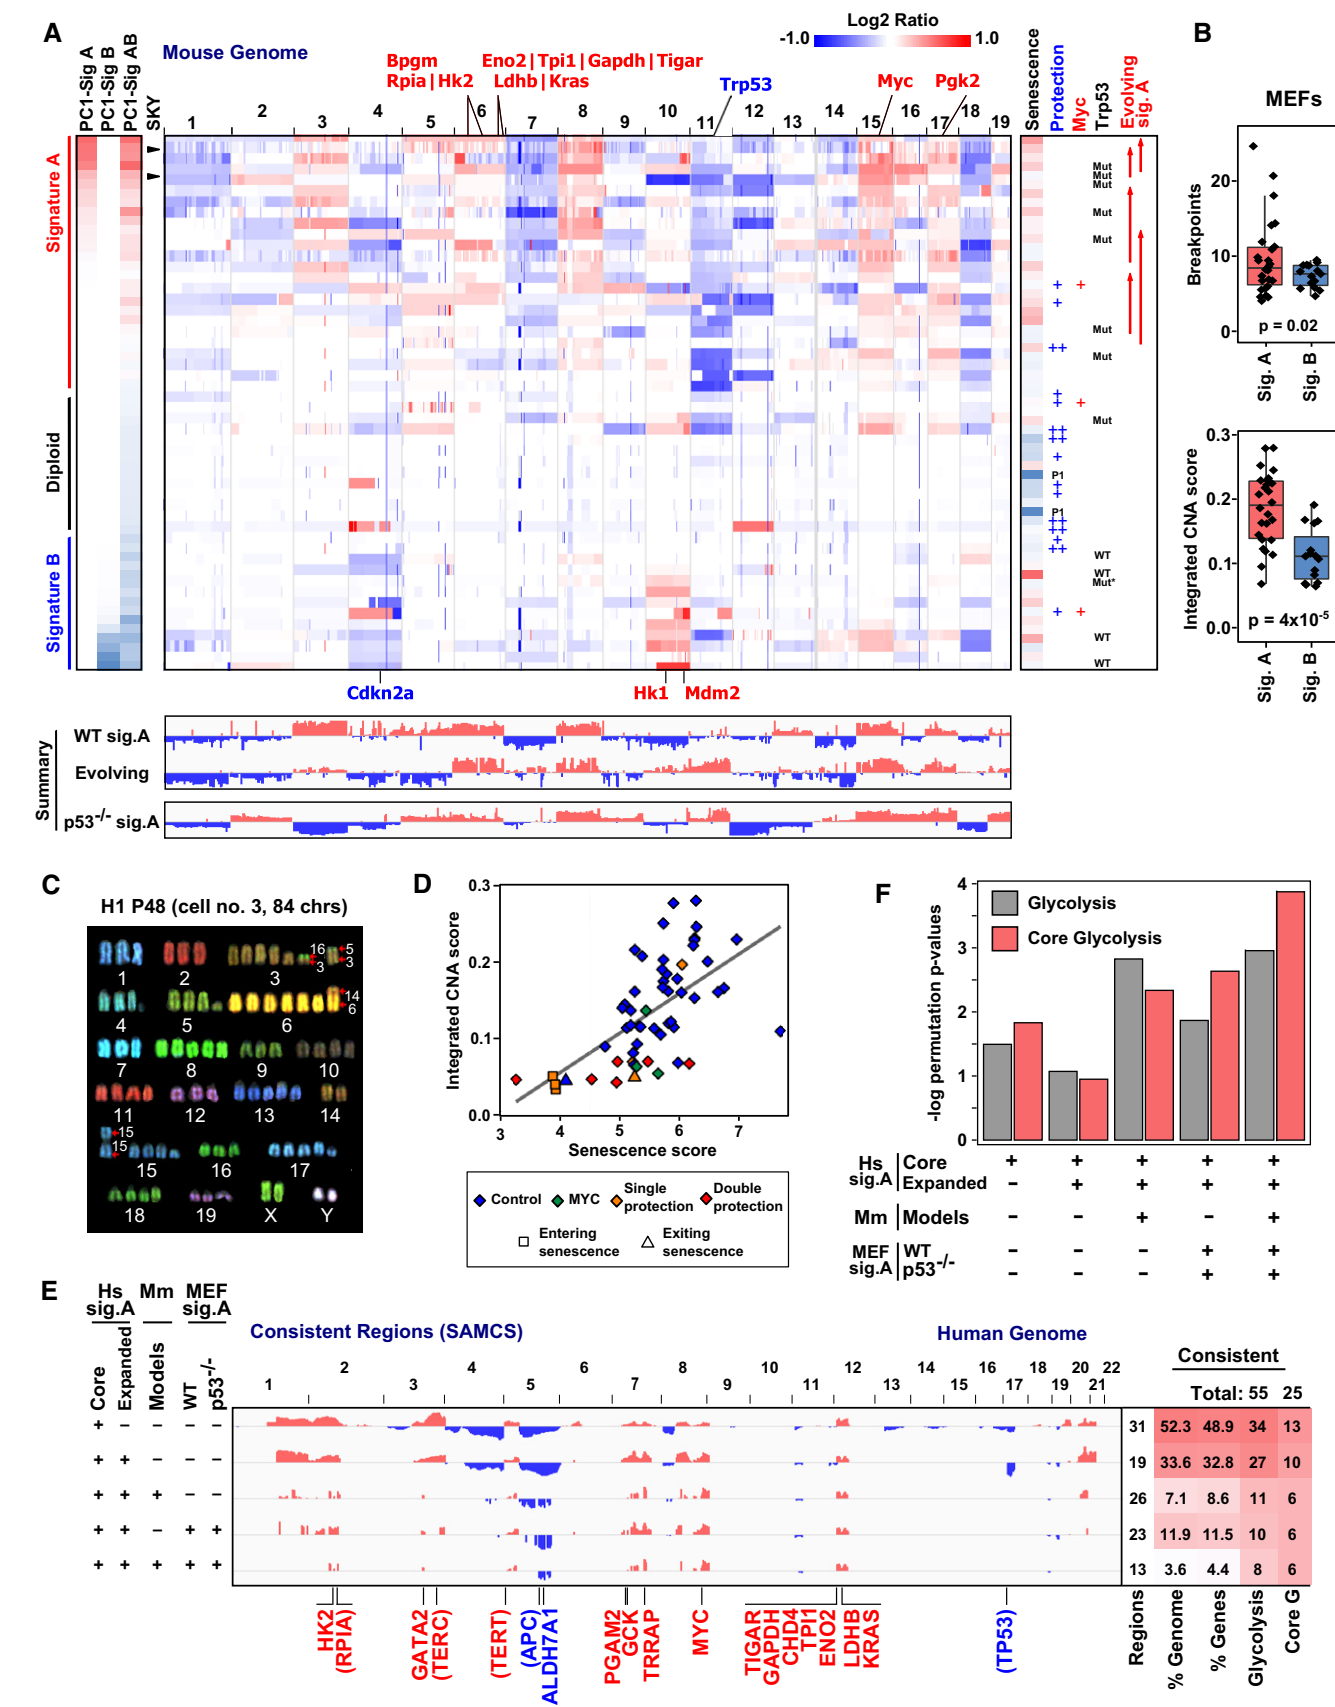 A
Mouse Genome
Log2 Ratio
-1.0
1.0
PC1-Sig A
PC1-Sig B
PC1-Sig AB
SKY
Bpgm
Rpia | Hk2
Eno2 | Tpi1 | Gapdh | Tigar
Ldhb | Kras
Trp53
Myc
Pgk2
Senescence
Protection
Myc
Trp53
Evolving sig. A
1 2 3 4 5 6 7 8 9 10 11 12 13 14 15 16 17 18 19
Signature A
Diploid
Signature B
Mut
Mut
Mut
Mut
Mut
+ +
+
Mut
++
Mut
+
+ +
Mut
++
++
+
P1
+
+
P1
++
++
+
++
WT
WT
Mut*
+ +
WT
WT
Cdkn2a
Hk1
Mdm2
Summary
WT sig.A
Evolving
p53-/- sig.A
B
MEFs
Breakpoints
20
10
0
p = 0.02
Sig. A
Sig. B
Integrated CNA score
0.3
0.2
0.1
0.0
p = 4x10-5
Sig. A
Sig. B
C
H1 P48 (cell no. 3, 84 chrs)
1 2 3
16
3
5
3
4 5 6
14
6
7 8 9 10
11 12 13 14
15
15
15 16 17
18 19 X Y
D
Integrated CNA score
0.3
0.2
0.1
0.0
3 4 5 6 7
Senescence score
Control
MYC
Single protection
Double protection
Entering senescence
Exiting senescence
F
-log permutation p-values
4
3
2
1
0
Glycolysis
Core Glycolysis
Hs sig.A
Core + + + + +
Expanded – + + + +
Mm Models – – + – +
MEF sig.A
WT – – – + +
p53-/- – – – + +
E
Hs sig.A
Mm
MEF sig.A
Core
Expanded
Models
WT
p53-/-
Consistent Regions (SAMCS)
Human Genome
1 2 3 4 5 6 7 8 9 10 11 12 13 14 15 16 17 18 19 20 21 22
Consistent
Total: 55 25
+ – – – – 31 52.3 48.9 34 13
+ + – – – 19 33.6 32.8 27 10
+ + + – – 26 7.1 8.6 11 6
+ + – + + 23 11.9 11.5 10 6
+ + + + + 13 3.6 4.4 8 6
HK2
(RPIA)
GATA2
(TERC)
(TERT)
(APC)
ALDH7A1
PGAM2
GCK
TRRAP
MYC
TIGAR
GAPDH
CHD4
TPI1
ENO2
LDHB
KRAS
(TP53)
Regions
% Genome
% Genes
Glycolysis
Core G